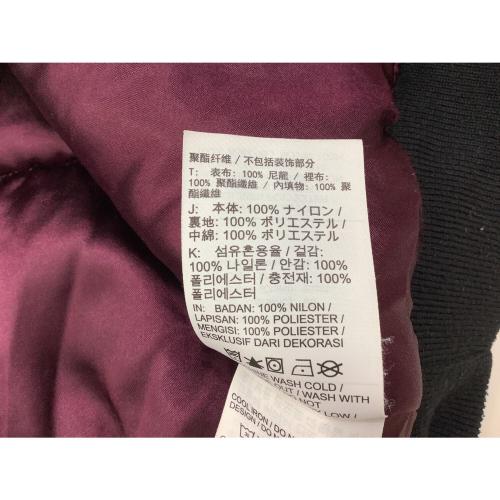 聚酯纤维 / 不包括装饰部分
T: 表布: 100% 尼龍 / 裡布:
100% 聚酯纖維 / 內填物: 100% 聚
酯纖維
J: 本体: 100% ナイロン /
裏地: 100% ポリエステル /
中綿: 100% ポリエステル
K: 섬유혼용율 / 겉감:
100% 나일론 / 안감: 100%
폴리에스터 / 충전재: 100%
폴리에스터
IN: BADAN: 100% NILON /
LAPISAN: 100% POLIESTER /
MENGISI: 100% POLIESTER /
EKSKLUSIF DARI DEKORASI
WASH COLD /
OUT / WASH WITH
LOW /
COOL IRON / DO
DESIGN / DO NOT